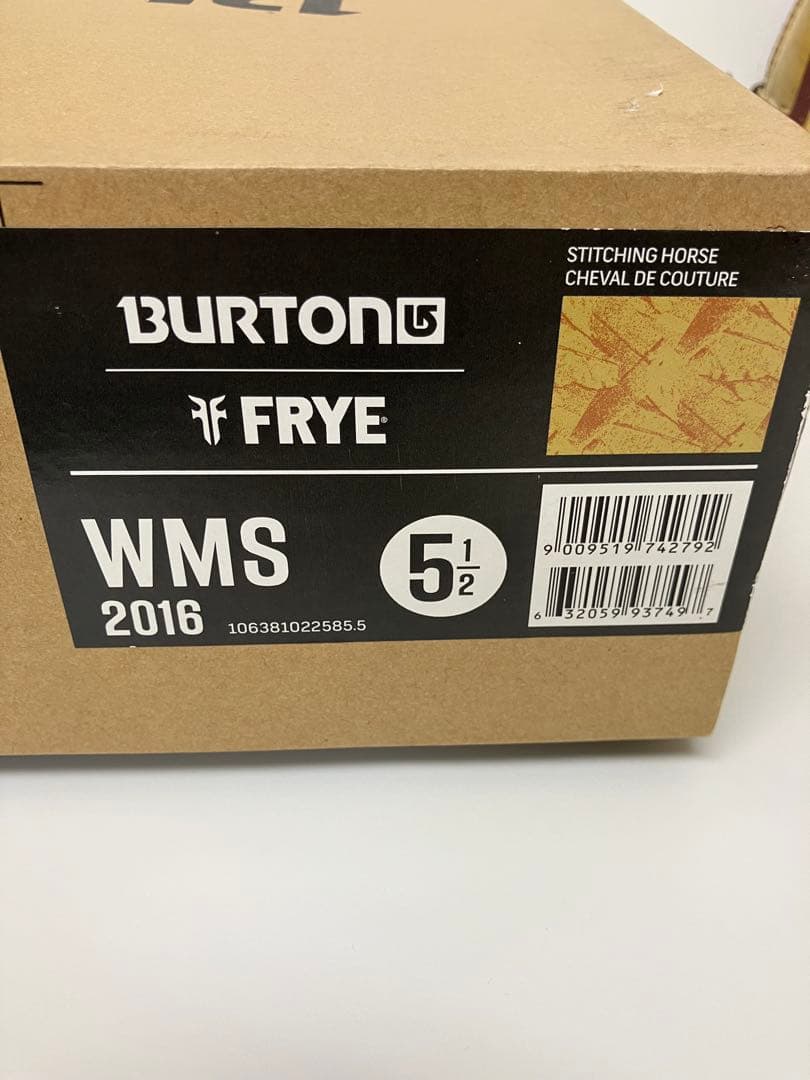 STITCHING HORSE
CHEVAL DE COUTURE
BURTON
FRYE®
WMS
5 1/2
2016
106381022585.5
9 009519 742792
6 32059 93749 7